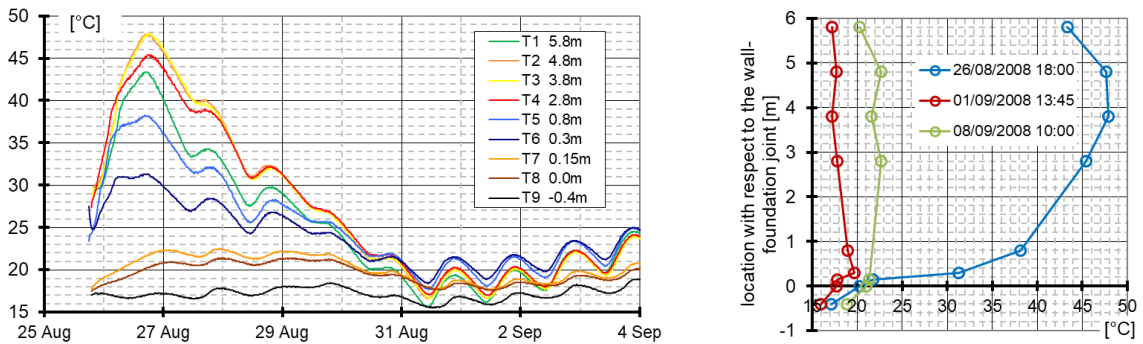 50
[°C]
45
40
35
30
25
20
15
25 Aug
27 Aug
29 Aug
31 Aug
2 Sep
4 Sep
T1 5.8m
T2 4.8m
T3 3.8m
T4 2.8m
T5 0.8m
T6 0.3m
T7 0.15m
T8 0.0m
T9 -0.4m
location with respect to the wall-
foundation joint [m]
6
5
4
3
2
1
0
-1
15
20
25
30
35
40
45
50
[°C]
26/08/2008 18:00
01/09/2008 13:45
08/09/2008 10:00